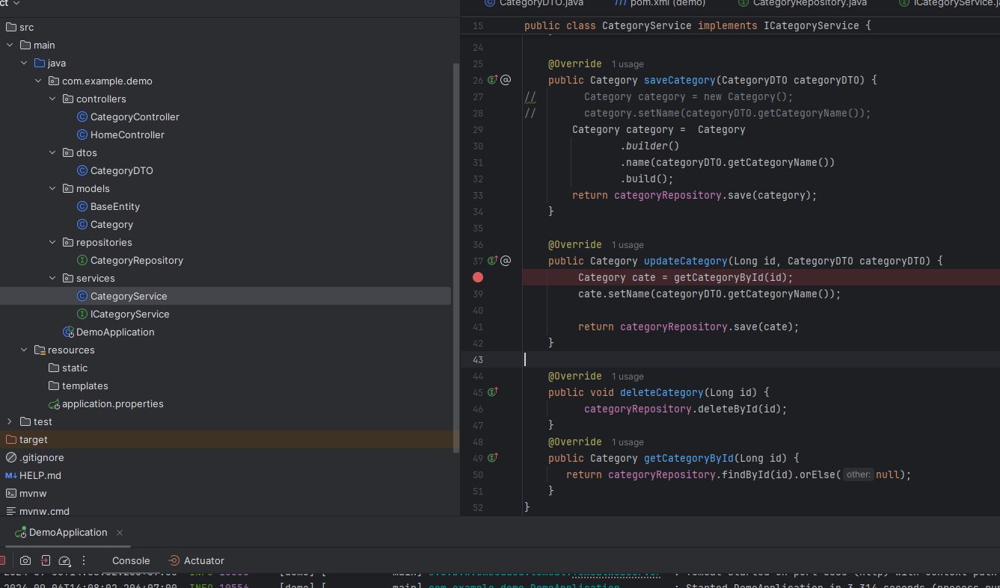 ct
src
main
java
com.example.demo
controllers
CategoryController
HomeController
dtos
CategoryDTO
models
BaseEntity
Category
repositories
CategoryRepository
services
CategoryService
ICategoryService
DemoApplication
resources
static
templates
application.properties
test
target
.gitignore
HELP.md
mvnw
mvnw.cmd
CategoryDTO.java pom.xml (demo) CategoryRepository.java ICategoryService.ja
15 public class CategoryService implements ICategoryService {
24
25 @Override 1 usage
26 public Category saveCategory(CategoryDTO categoryDTO) {
27 // Category category = new Category();
28 // category.setName(categoryDTO.getCategoryName());
29 Category category = Category
30 .builder()
31 .name(categoryDTO.getCategoryName())
32 .build();
33 return categoryRepository.save(category);
34 }
35
36 @Override 1 usage
37 public Category updateCategory(Long id, CategoryDTO categoryDTO) {
Category cate = getCategoryById(id);
39 cate.setName(categoryDTO.getCategoryName());
40
41 return categoryRepository.save(cate);
42 }
43
44 @Override 1 usage
45 public void deleteCategory(Long id) {
46 categoryRepository.deleteById(id);
47 }
48 @Override 1 usage
49 public Category getCategoryById(Long id) {
50 return categoryRepository.findById(id).orElse( other: null);
51 }
52 }
DemoApplication
Console Actuator
[demo] [ main]
2024-09-06T14:08:02.206+07:00 INFO 10556 [demo] [ main] com.example.demo.DemoApplication : Started DemoApplication in 3.314 seconds (process